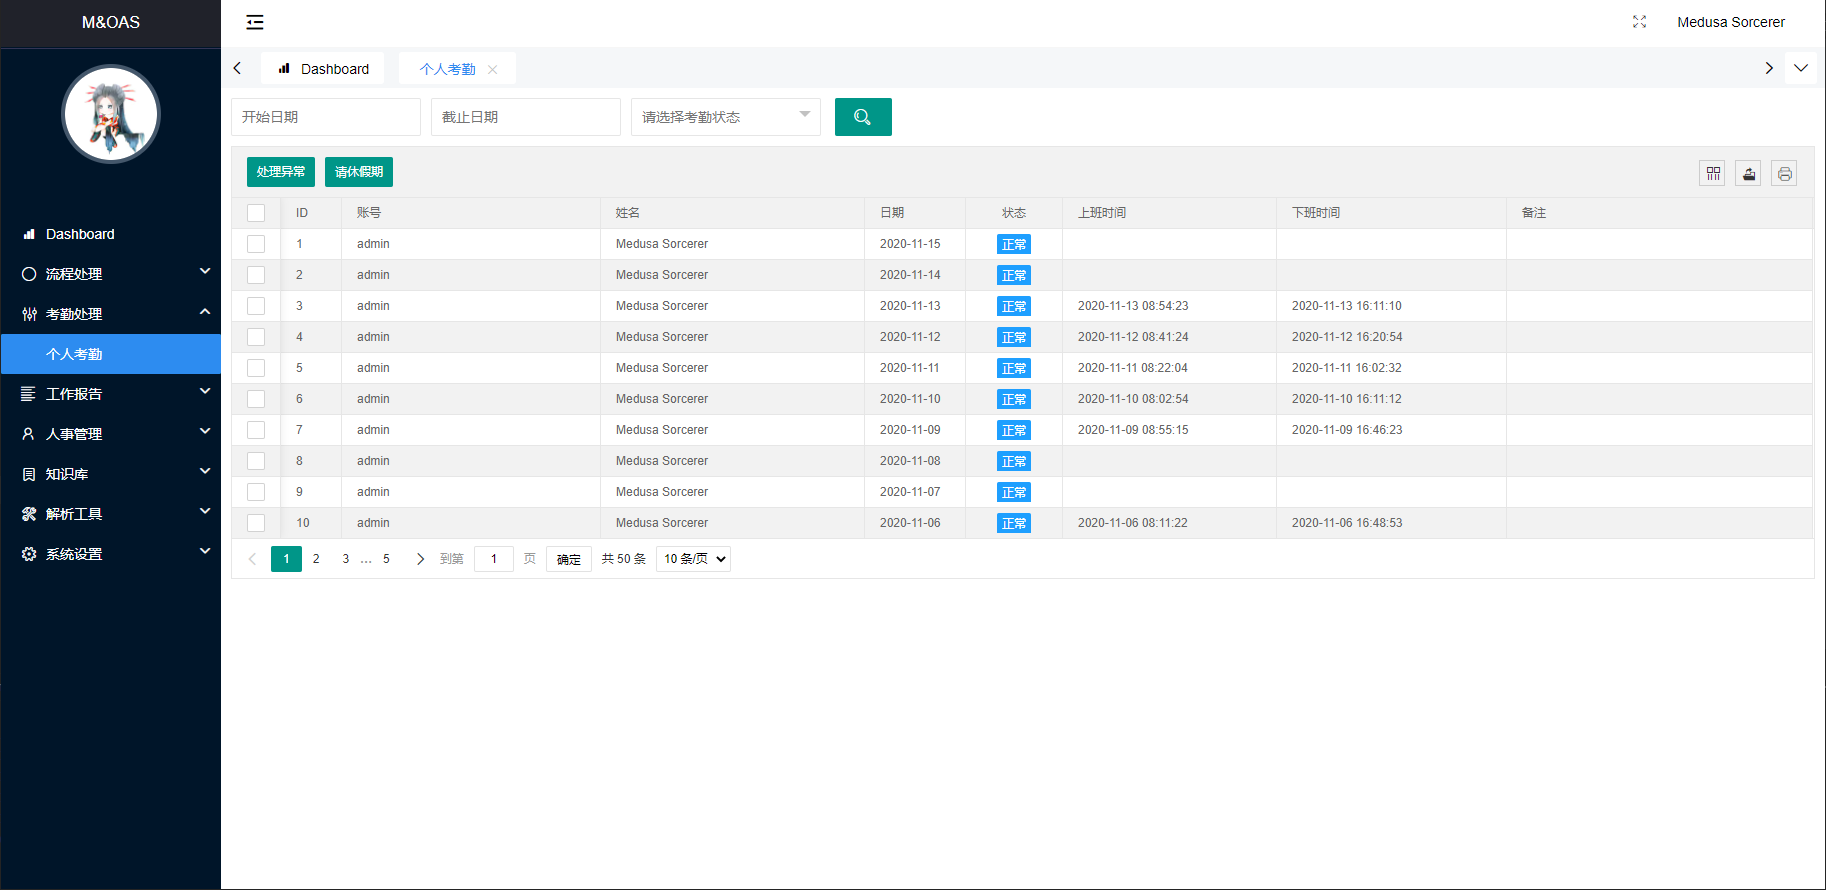 M&OAS
Medusa Sorcerer
Dashboard
个人考勤
开始日期
截止日期
请选择考勤状态
处理异常
请休假期
Dashboard
流程处理
考勤处理
个人考勤
工作报告
人事管理
知识库
解析工具
系统设置
ID 账号 姓名 日期 状态 上班时间 下班时间 备注
1 admin Medusa Sorcerer 2020-11-15 正常
2 admin Medusa Sorcerer 2020-11-14 正常
3 admin Medusa Sorcerer 2020-11-13 正常 2020-11-13 08:54:23 2020-11-13 16:11:10
4 admin Medusa Sorcerer 2020-11-12 正常 2020-11-12 08:41:24 2020-11-12 16:20:54
5 admin Medusa Sorcerer 2020-11-11 正常 2020-11-11 08:22:04 2020-11-11 16:02:32
6 admin Medusa Sorcerer 2020-11-10 正常 2020-11-10 08:02:54 2020-11-10 16:11:12
7 admin Medusa Sorcerer 2020-11-09 正常 2020-11-09 08:55:15 2020-11-09 16:46:23
8 admin Medusa Sorcerer 2020-11-08 正常
9 admin Medusa Sorcerer 2020-11-07 正常
10 admin Medusa Sorcerer 2020-11-06 正常 2020-11-06 08:11:22 2020-11-06 16:48:53
1 2 3 … 5 到第 1 页 确定 共 50 条 10 条/页